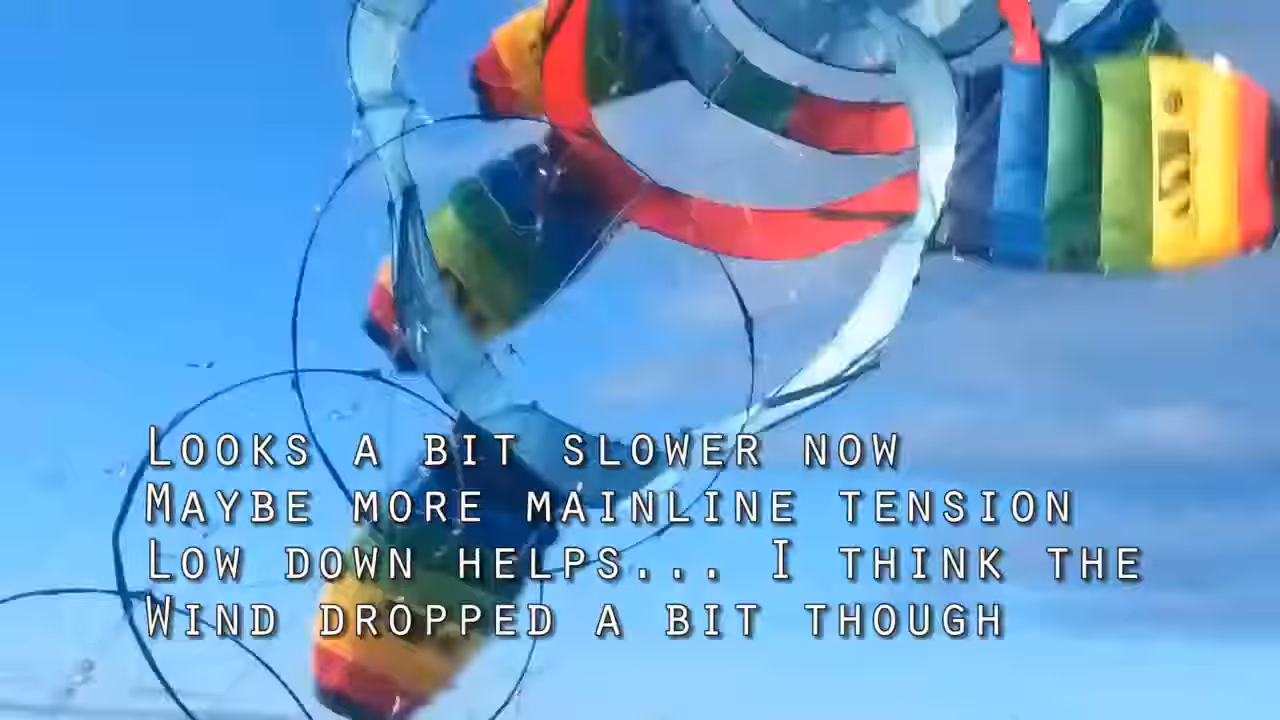 Looks a bit slower now
Maybe more mainline tension
Low down helps... I think the
Wind dropped a bit though